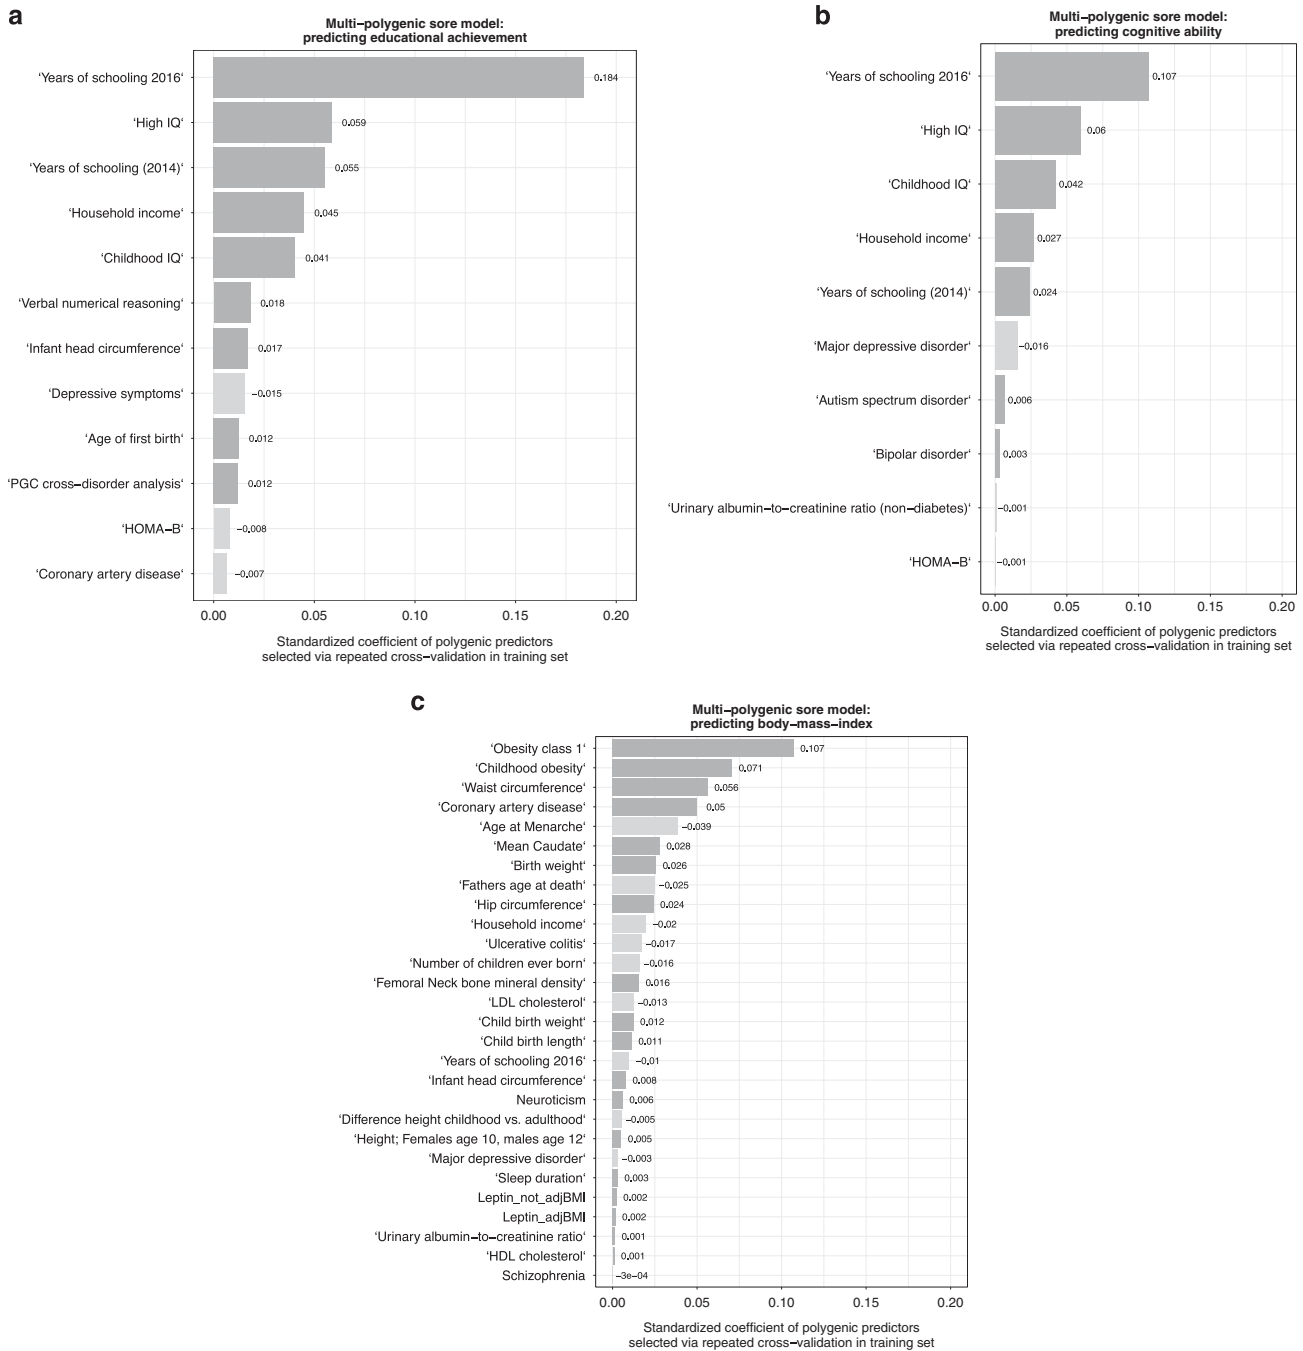 a
Multi−polygenic sore model:
predicting educational achievement
‘Years of schooling 2016‘ 0.184
‘High IQ‘ 0.059
‘Years of schooling (2014)‘ 0.055
‘Household income‘ 0.045
‘Childhood IQ‘ 0.041
‘Verbal numerical reasoning‘ 0.018
‘Infant head circumference‘ 0.017
‘Depressive symptoms‘ −0.015
‘Age of first birth‘ 0.012
‘PGC cross−disorder analysis‘ 0.012
‘HOMA−B‘ −0.008
‘Coronary artery disease‘ −0.007
0.00 0.05 0.10 0.15 0.20
Standardized coefficient of polygenic predictors
selected via repeated cross−validation in training set
b
Multi−polygenic sore model:
predicting cognitive ability
‘Years of schooling 2016‘ 0.107
‘High IQ‘ 0.06
‘Childhood IQ‘ 0.042
‘Household income‘ 0.027
‘Years of schooling (2014)‘ 0.024
‘Major depressive disorder‘ −0.016
‘Autism spectrum disorder‘ 0.006
‘Bipolar disorder‘ 0.003
‘Urinary albumin−to−creatinine ratio (non−diabetes)‘ −0.001
‘HOMA−B‘ −0.001
0.00 0.05 0.10 0.15 0.20
Standardized coefficient of polygenic predictors
selected via repeated cross−validation in training set
c
Multi−polygenic sore model:
predicting body−mass−index
‘Obesity class 1‘ 0.107
‘Childhood obesity‘ 0.071
‘Waist circumference‘ 0.056
‘Coronary artery disease‘ 0.05
‘Age at Menarche‘ −0.039
‘Mean Caudate‘ 0.028
‘Birth weight‘ 0.026
‘Fathers age at death‘ −0.025
‘Hip circumference‘ 0.024
‘Household income‘ −0.02
‘Ulcerative colitis‘ −0.017
‘Number of children ever born‘ −0.016
‘Femoral Neck bone mineral density‘ 0.016
‘LDL cholesterol‘ −0.013
‘Child birth weight‘ 0.012
‘Child birth length‘ 0.011
‘Years of schooling 2016‘ −0.01
‘Infant head circumference‘ 0.008
Neuroticism 0.006
‘Difference height childhood vs. adulthood‘ −0.005
‘Height; Females age 10, males age 12‘ 0.005
‘Major depressive disorder‘ −0.003
‘Sleep duration‘ 0.003
Leptin_not_adjBMI 0.002
Leptin_adjBMI 0.002
‘Urinary albumin−to−creatinine ratio‘ 0.001
‘HDL cholesterol‘ 0.001
Schizophrenia −3e−04
0.00 0.05 0.10 0.15 0.20
Standardized coefficient of polygenic predictors
selected via repeated cross−validation in training set